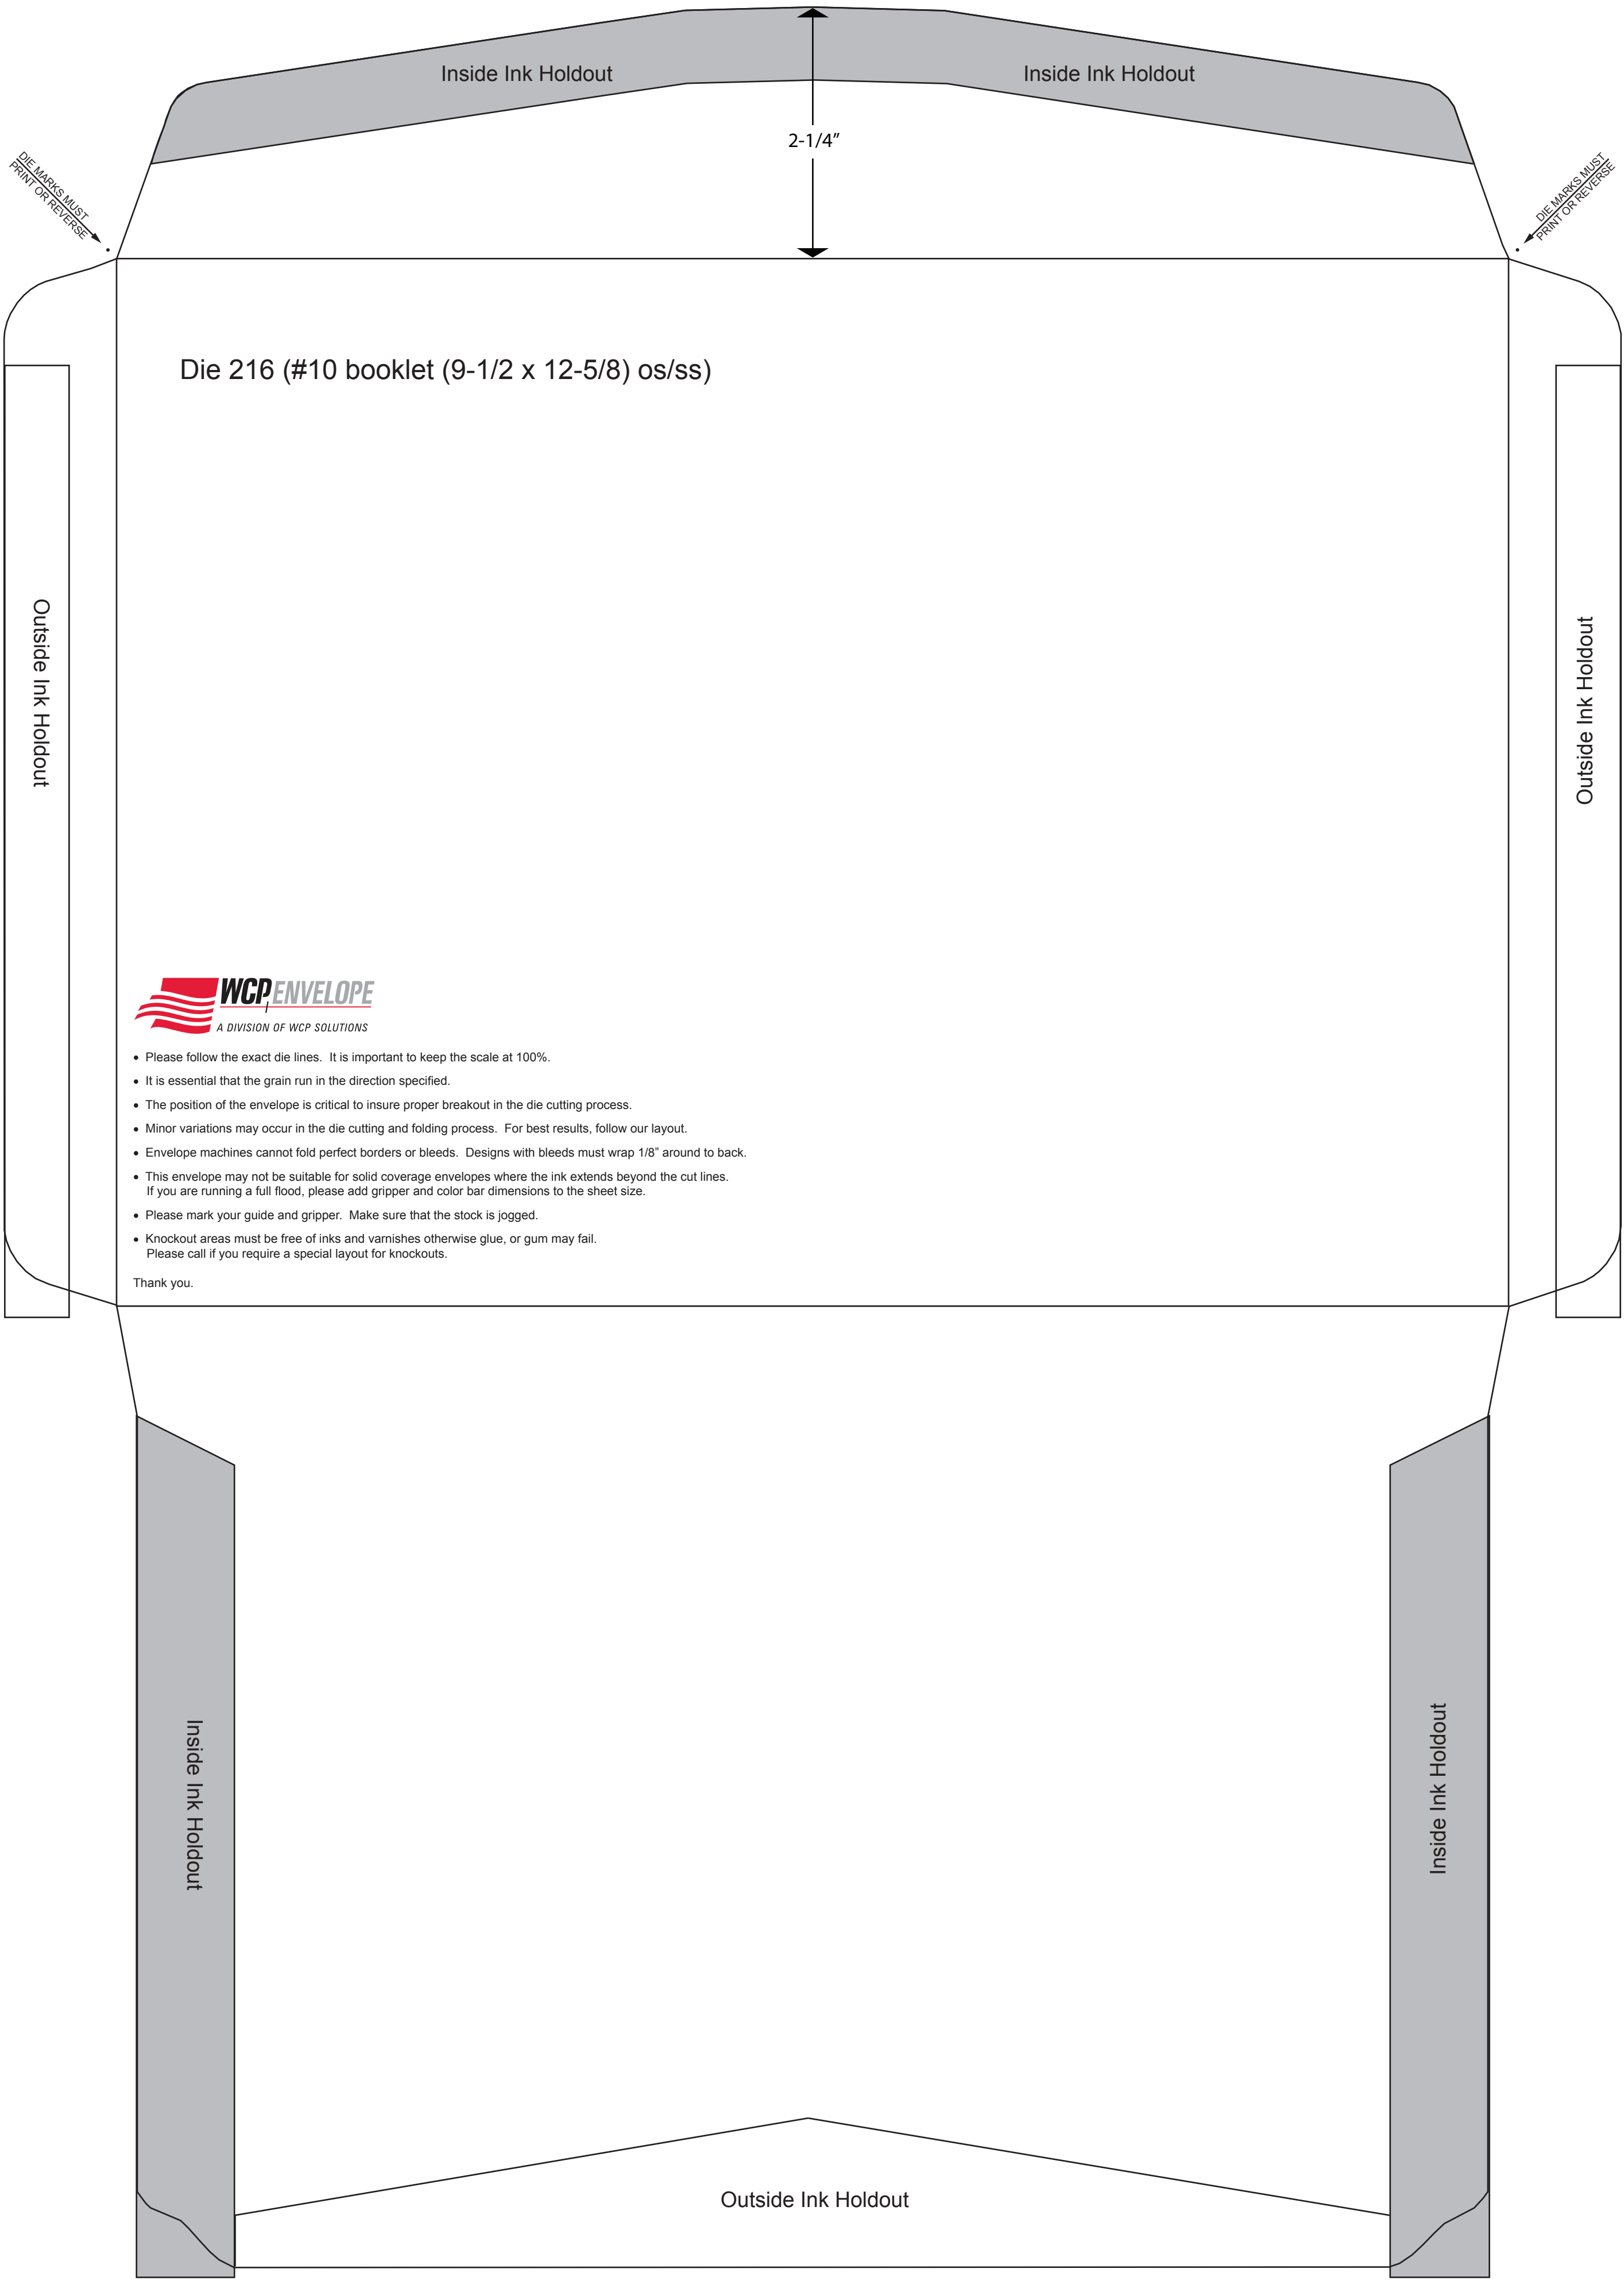 Inside Ink Holdout
Inside Ink Holdout
2-1/4”
DIE MARKS MUST
PRINT OR REVERSE
DIE MARKS MUST
PRINT OR REVERSE
Die 216 (#10 booklet (9-1/2 x 12-5/8) os/ss)
Outside Ink Holdout
Outside Ink Holdout
WCP ENVELOPE
A DIVISION OF WCP SOLUTIONS
• Please follow the exact die lines.  It is important to keep the scale at 100%.
• It is essential that the grain run in the direction specified.
• The position of the envelope is critical to insure proper breakout in the die cutting process.
• Minor variations may occur in the die cutting and folding process.  For best results, follow our layout.
• Envelope machines cannot fold perfect borders or bleeds.  Designs with bleeds must wrap 1/8” around to back.
• This envelope may not be suitable for solid coverage envelopes where the ink extends beyond the cut lines.
If you are running a full flood, please add gripper and color bar dimensions to the sheet size.
• Please mark your guide and gripper.  Make sure that the stock is jogged.
• Knockout areas must be free of inks and varnishes otherwise glue, or gum may fail.
Please call if you require a special layout for knockouts.
Thank you.
Inside Ink Holdout
Inside Ink Holdout
Outside Ink Holdout